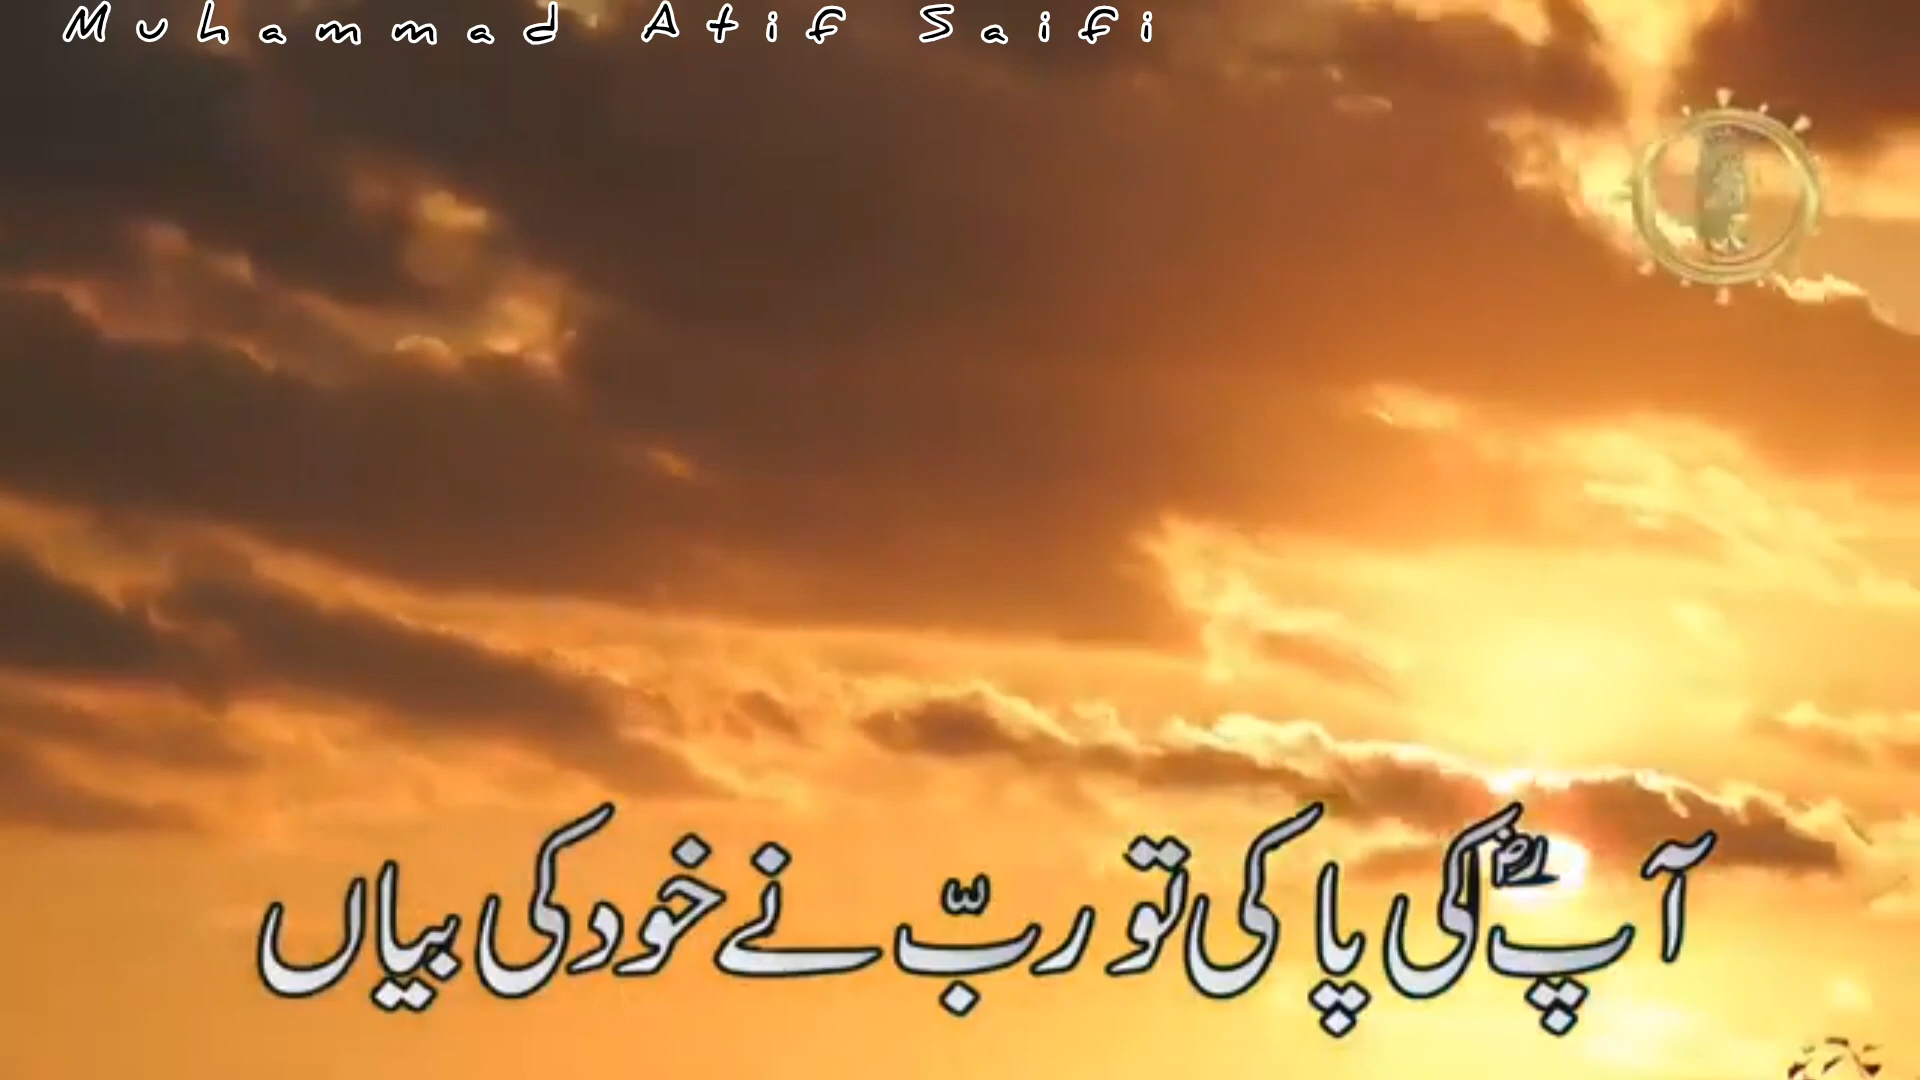 Muhammad Atif Saifi
آپؓ کی پاکی تو ربّ نے خود کی بیاں